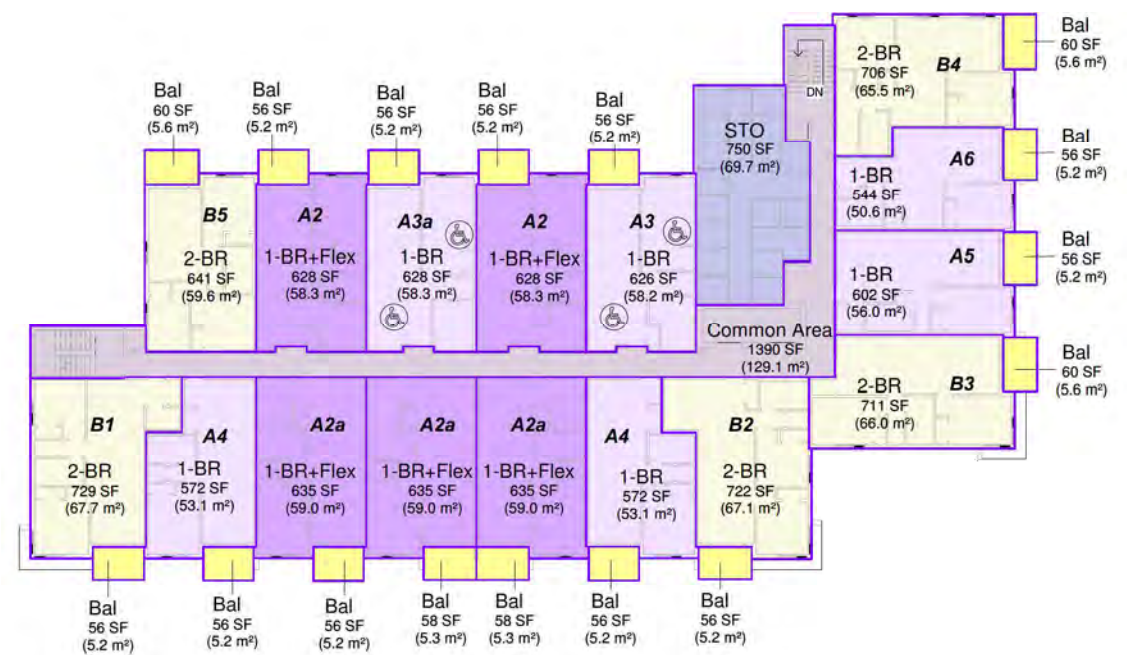 Bal
60 SF
(5.6 m²)
2-BR
706 SF
(65.5 m²)
B4
DN
Bal
60 SF
(5.6 m²)
Bal
56 SF
(5.2 m²)
Bal
56 SF
(5.2 m²)
Bal
56 SF
(5.2 m²)
Bal
56 SF
(5.2 m²)
STO
750 SF
(69.7 m²)
Bal
56 SF
(5.2 m²)
A6
1-BR
544 SF
(50.6 m²)
B5
2-BR
641 SF
(59.6 m²)
A2
1-BR+Flex
628 SF
(58.3 m²)
A3a
1-BR
628 SF
(58.3 m²)
A2
1-BR+Flex
628 SF
(58.3 m²)
A3
1-BR
626 SF
(58.2 m²)
A5
1-BR
602 SF
(56.0 m²)
Bal
56 SF
(5.2 m²)
Common Area
1390 SF
(129.1 m²)
2-BR
711 SF
(66.0 m²)
B3
Bal
60 SF
(5.6 m²)
B1
2-BR
729 SF
(67.7 m²)
A4
1-BR
572 SF
(53.1 m²)
A2a
1-BR+Flex
635 SF
(59.0 m²)
A2a
1-BR+Flex
635 SF
(59.0 m²)
A2a
1-BR+Flex
635 SF
(59.0 m²)
A4
1-BR
572 SF
(53.1 m²)
B2
2-BR
722 SF
(67.1 m²)
Bal
56 SF
(5.2 m²)
Bal
56 SF
(5.2 m²)
Bal
56 SF
(5.2 m²)
Bal
58 SF
(5.3 m²)
Bal
58 SF
(5.3 m²)
Bal
56 SF
(5.2 m²)
Bal
56 SF
(5.2 m²)